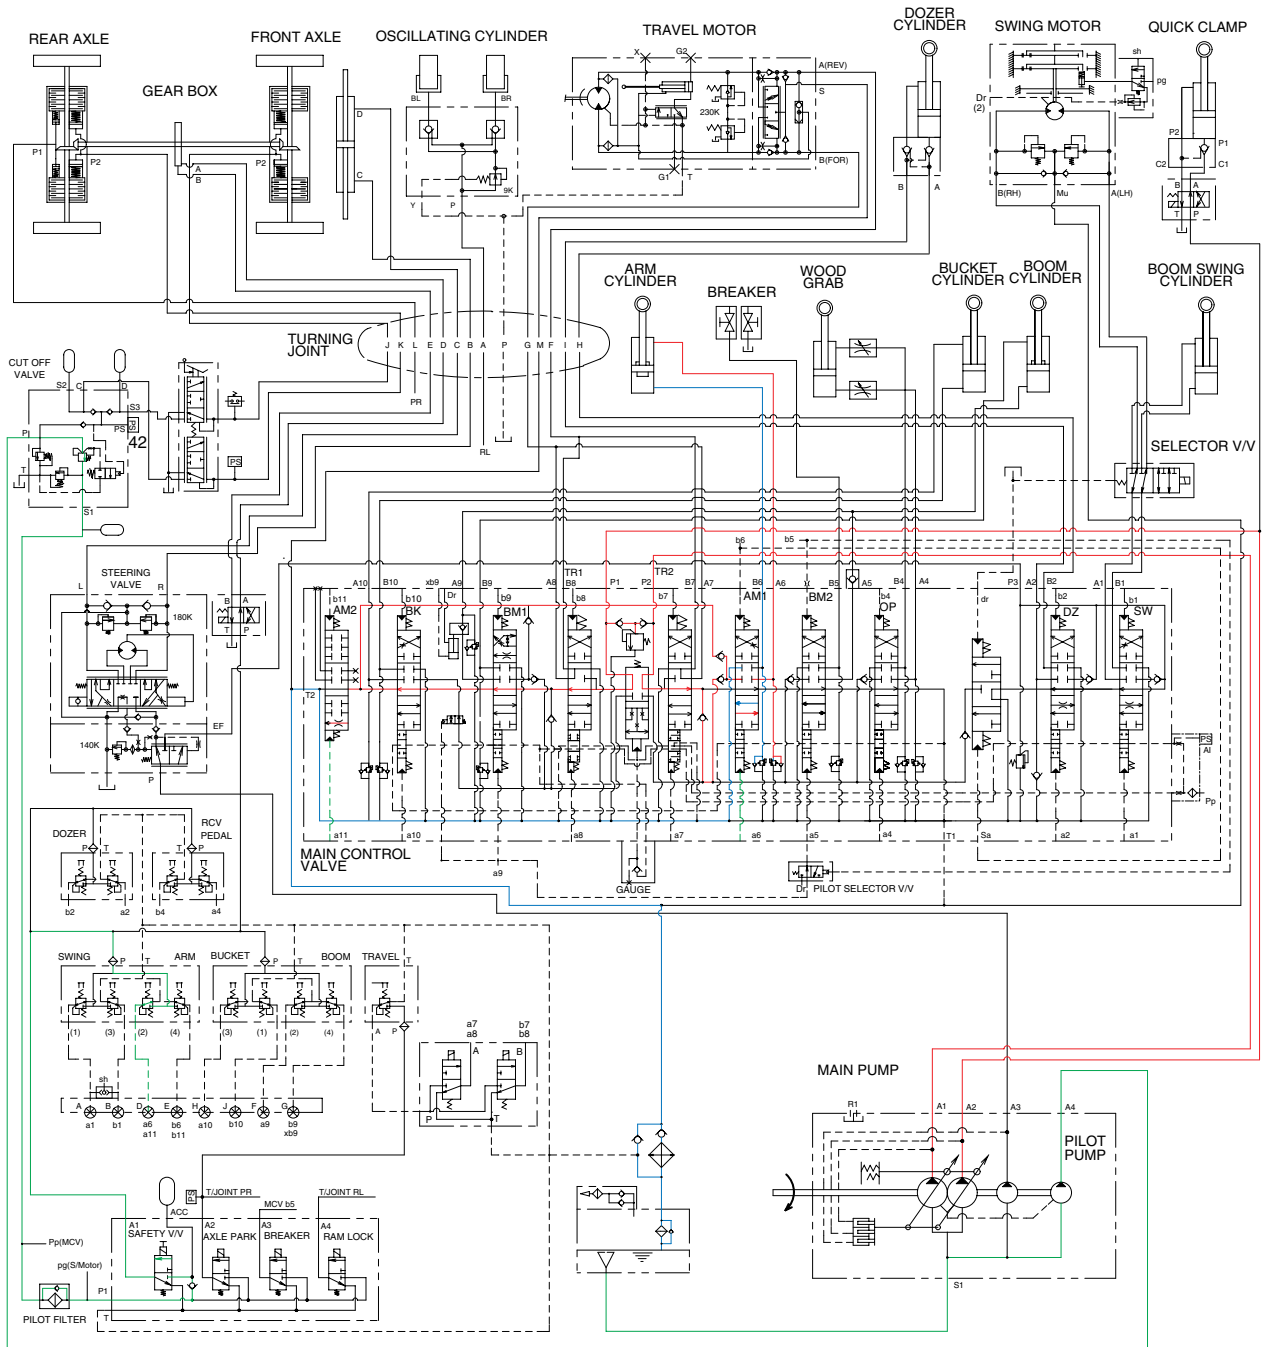 REAR AXLE
FRONT AXLE
OSCILLATING CYLINDER
TRAVEL MOTOR
DOZER
CYLINDER
SWING MOTOR
QUICK CLAMP
GEAR BOX
X
G2
A(REV)
S
230K
B(FOR)
G1
T
BL
BR
9K
Y
P
D
C
P1
P2
A
B
P2
B
A
sh
pg
Dr
(2)
B(RH)
Mu
A(LH)
P2
P1
C2
C1
B
A
T
P
ARM
CYLINDER
WOOD
GRAB
BREAKER
BUCKET
CYLINDER
BOOM
CYLINDER
BOOM SWING
CYLINDER
TURNING
JOINT
J K L E D C B A P G M F I H
PR
RL
CUT OFF
VALVE
S2
C
D
S3
PS
PS
42
PI
T
S1
PS
SELECTOR V/V
STEERING
VALVE
L
R
180K
B
A
T
P
EF
140K
P
b6
b5
TR1
TR2
A10
B10
xb9
A9
B9
A8
B8
P1
P2
B7
A7
B6
A6
B5
A5
B4
A4
P3
A2
B2
A1
B1
Dr
b11
b10
b9
b8
b7
b4
dr
b2
b1
AM2
BK
BM1
AM1
BM2
OP
DZ
SW
T2
PS
AI
Pp
a11
a10
a8
a7
a6
a5
a4
T1
Sa
a2
a1
MAIN CONTROL
VALVE
a9
GAUGE
Dr
PILOT SELECTOR V/V
DOZER
RCV
PEDAL
P
T
T
P
b2
a2
b4
a4
SWING
P
T
ARM
BUCKET
P
T
BOOM
TRAVEL
T
(1)
(3)
(2)
(4)
(3)
(1)
(2)
(4)
A
P
a7
a8
A
b7
b8
B
P
T
sh
A
B
D
E
H
J
F
G
a1
b1
a6
a11
b6
b11
a10
b10
a9
b9
xb9
MAIN PUMP
R1
A1
A2
A3
A4
PILOT
PUMP
S1
ACC
PS
T/JOINT PR
T/JOINT RL
MCV b5
A1
A2
A3
A4
SAFETY V/V
AXLE PARK
BREAKER
RAM LOCK
Pp(MCV)
pg(S/Motor)
P1
T
PILOT FILTER